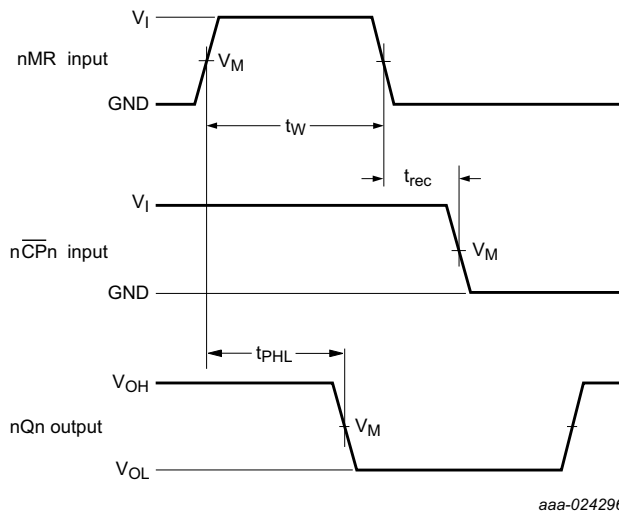 V_I
nMR input
V_M
GND
t_W
t_rec
V_I
nC̅P̅n input
V_M
GND
t_PHL
V_OH
nQn output
V_M
V_OL
aaa-024296